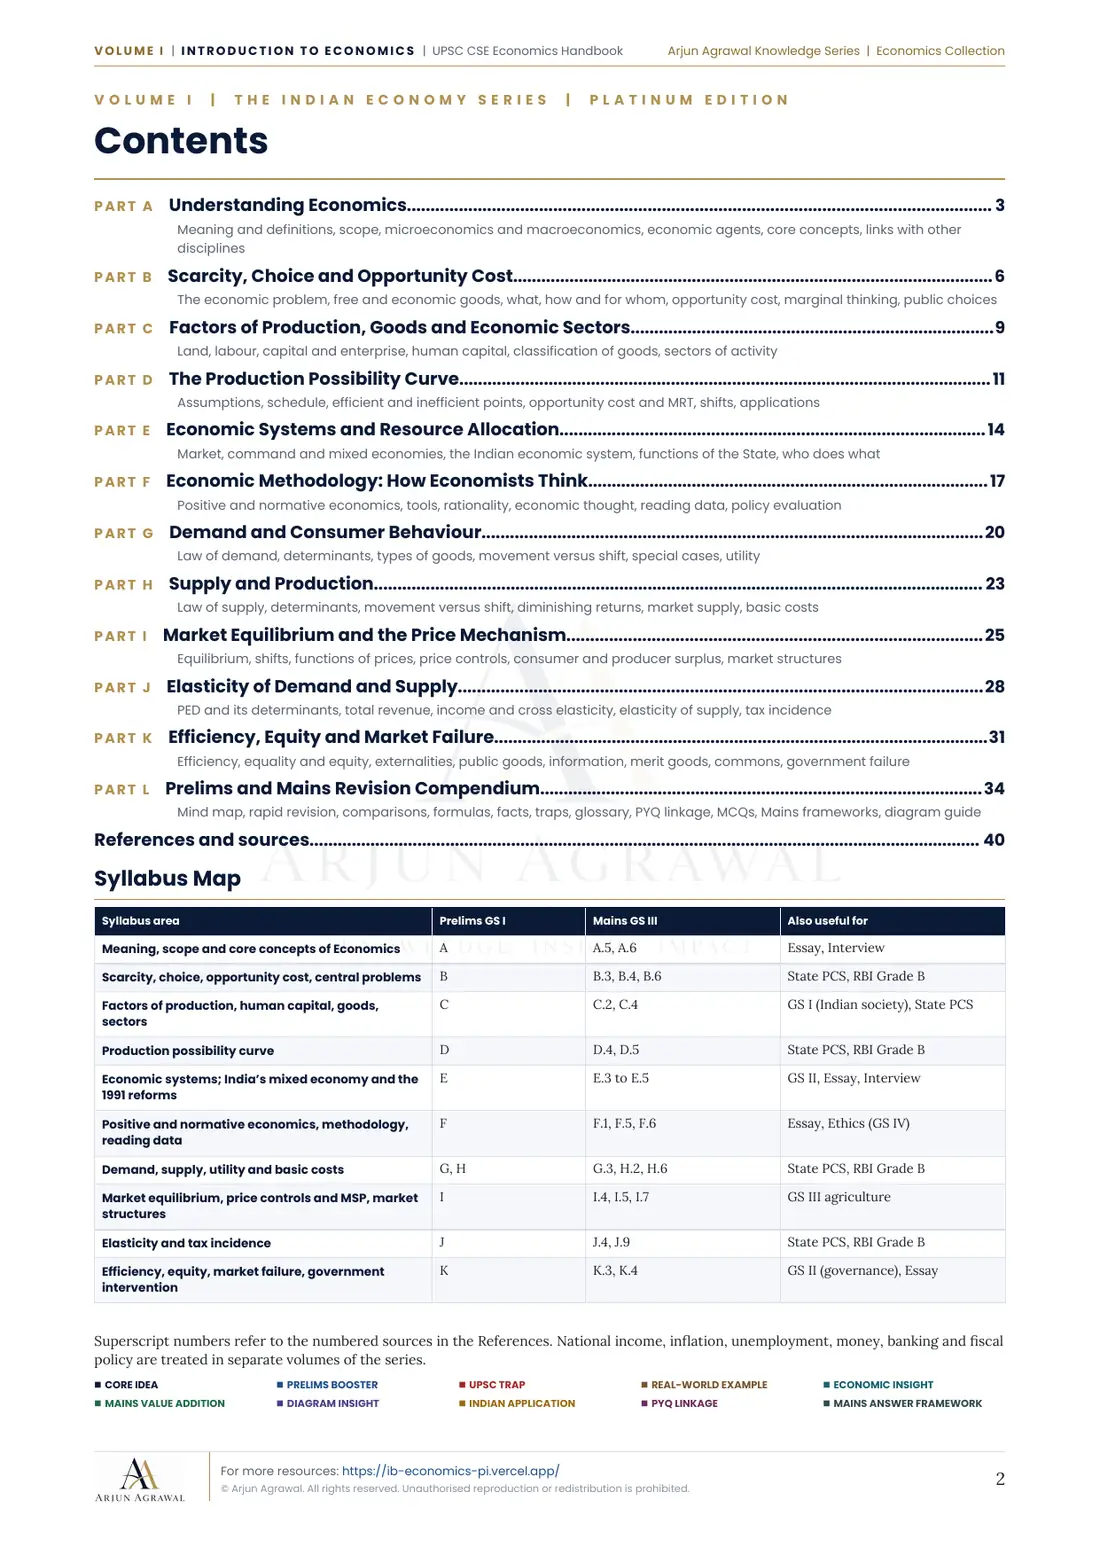 VOLUME I | INTRODUCTION TO ECONOMICS | UPSC CSE Economics Handbook Arjun Agrawal Knowledge Series | Economics Collection
VOLUME I | THE INDIAN ECONOMY SERIES | PLATINUM EDITION
Contents
PART A Understanding Economics 3
Meaning and definitions, scope, microeconomics and macroeconomics, economic agents, core concepts, links with other
disciplines
PART B Scarcity, Choice and Opportunity Cost 6
The economic problem, free and economic goods, what, how and for whom, opportunity cost, marginal thinking, public choices
PART C Factors of Production, Goods and Economic Sectors 9
Land, labour, capital and enterprise, human capital, classification of goods, sectors of activity
PART D The Production Possibility Curve 11
Assumptions, schedule, efficient and inefficient points, opportunity cost and MRT, shifts, applications
PART E Economic Systems and Resource Allocation 14
Market, command and mixed economies, the Indian economic system, functions of the State, who does what
PART F Economic Methodology: How Economists Think 17
Positive and normative economics, tools, rationality, economic thought, reading data, policy evaluation
PART G Demand and Consumer Behaviour 20
Law of demand, determinants, types of goods, movement versus shift, special cases, utility
PART H Supply and Production 23
Law of supply, determinants, movement versus shift, diminishing returns, market supply, basic costs
PART I Market Equilibrium and the Price Mechanism 25
Equilibrium, shifts, functions of prices, price controls, consumer and producer surplus, market structures
PART J Elasticity of Demand and Supply 28
PED and its determinants, total revenue, income and cross elasticity, elasticity of supply, tax incidence
PART K Efficiency, Equity and Market Failure 31
Efficiency, equality and equity, externalities, public goods, information, merit goods, commons, government failure
PART L Prelims and Mains Revision Compendium 34
Mind map, rapid revision, comparisons, formulas, facts, traps, glossary, PYQ linkage, MCQs, Mains frameworks, diagram guide
References and sources 40
ARJUN AGRAWAL
Syllabus Map
Syllabus area Prelims GS I Mains GS III Also useful for
Meaning, scope and core concepts of Economics A A.5, A.6 Essay, Interview
Scarcity, choice, opportunity cost, central problems B B.3, B.4, B.6 State PCS, RBI Grade B
Factors of production, human capital, goods,
sectors C C.2, C.4 GS I (Indian society), State PCS
Production possibility curve D D.4, D.5 State PCS, RBI Grade B
Economic systems; India's mixed economy and the
1991 reforms E E.3 to E.5 GS II, Essay, Interview
Positive and normative economics, methodology,
reading data F F.1, F.5, F.6 Essay, Ethics (GS IV)
Demand, supply, utility and basic costs G, H G.3, H.2, H.6 State PCS, RBI Grade B
Market equilibrium, price controls and MSP, market
structures I I.4, I.5, I.7 GS III agriculture
Elasticity and tax incidence J J.4, J.9 State PCS, RBI Grade B
Efficiency, equity, market failure, government
intervention K K.3, K.4 GS II (governance), Essay
Superscript numbers refer to the numbered sources in the References. National income, inflation, unemployment, money, banking and fiscal
policy are treated in separate volumes of the series.
CORE IDEA PRELIMS BOOSTER UPSC TRAP REAL-WORLD EXAMPLE ECONOMIC INSIGHT
MAINS VALUE ADDITION DIAGRAM INSIGHT INDIAN APPLICATION PYQ LINKAGE MAINS ANSWER FRAMEWORK
ARJUN AGRAWAL
For more resources: https://ib-economics-pi.vercel.app/
© Arjun Agrawal. All rights reserved. Unauthorised reproduction or redistribution is prohibited.
2